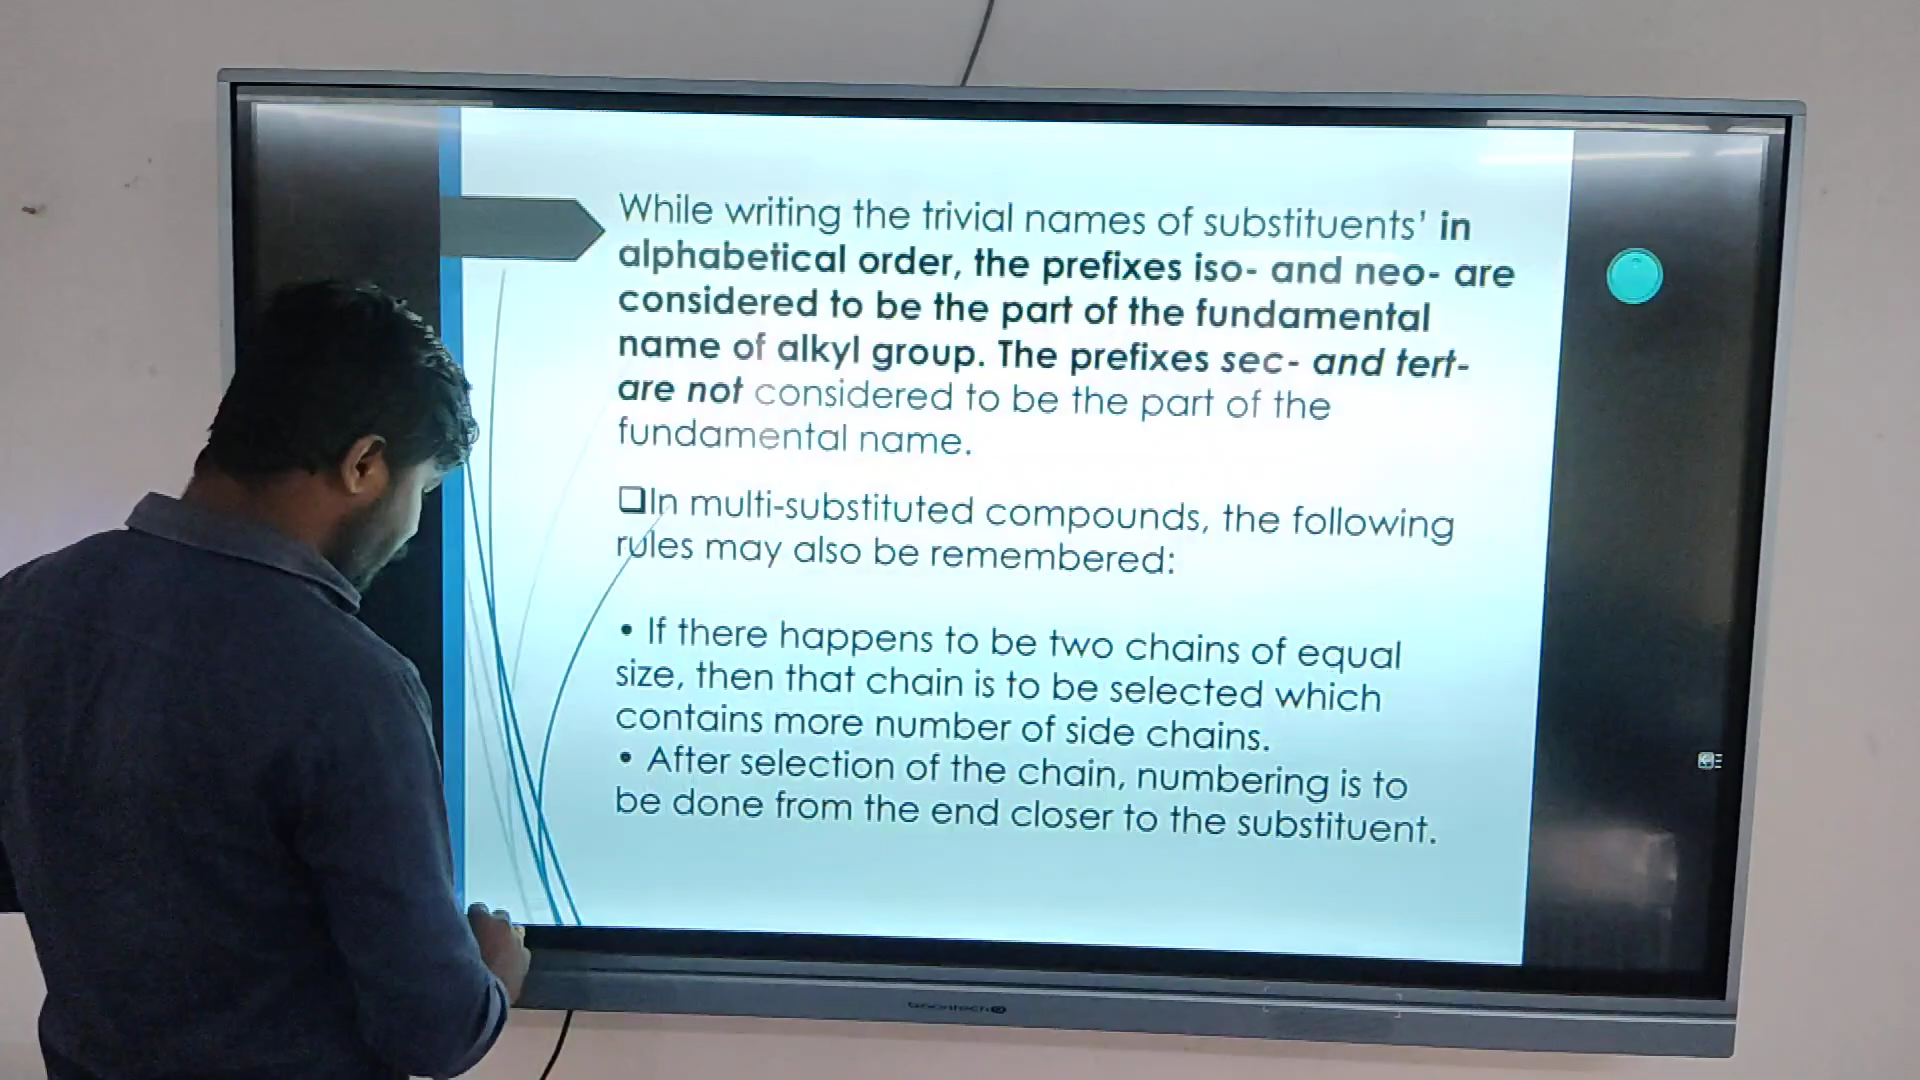 While writing the trivial names of substituents' in
alphabetical order, the prefixes iso- and neo- are
considered to be the part of the fundamental
name of alkyl group. The prefixes sec- and tert-
are not considered to be the part of the
fundamental name.
❑In multi-substituted compounds, the following
rules may also be remembered:
• If there happens to be two chains of equal
size, then that chain is to be selected which
contains more number of side chains.
• After selection of the chain, numbering is to
be done from the end closer to the substituent.